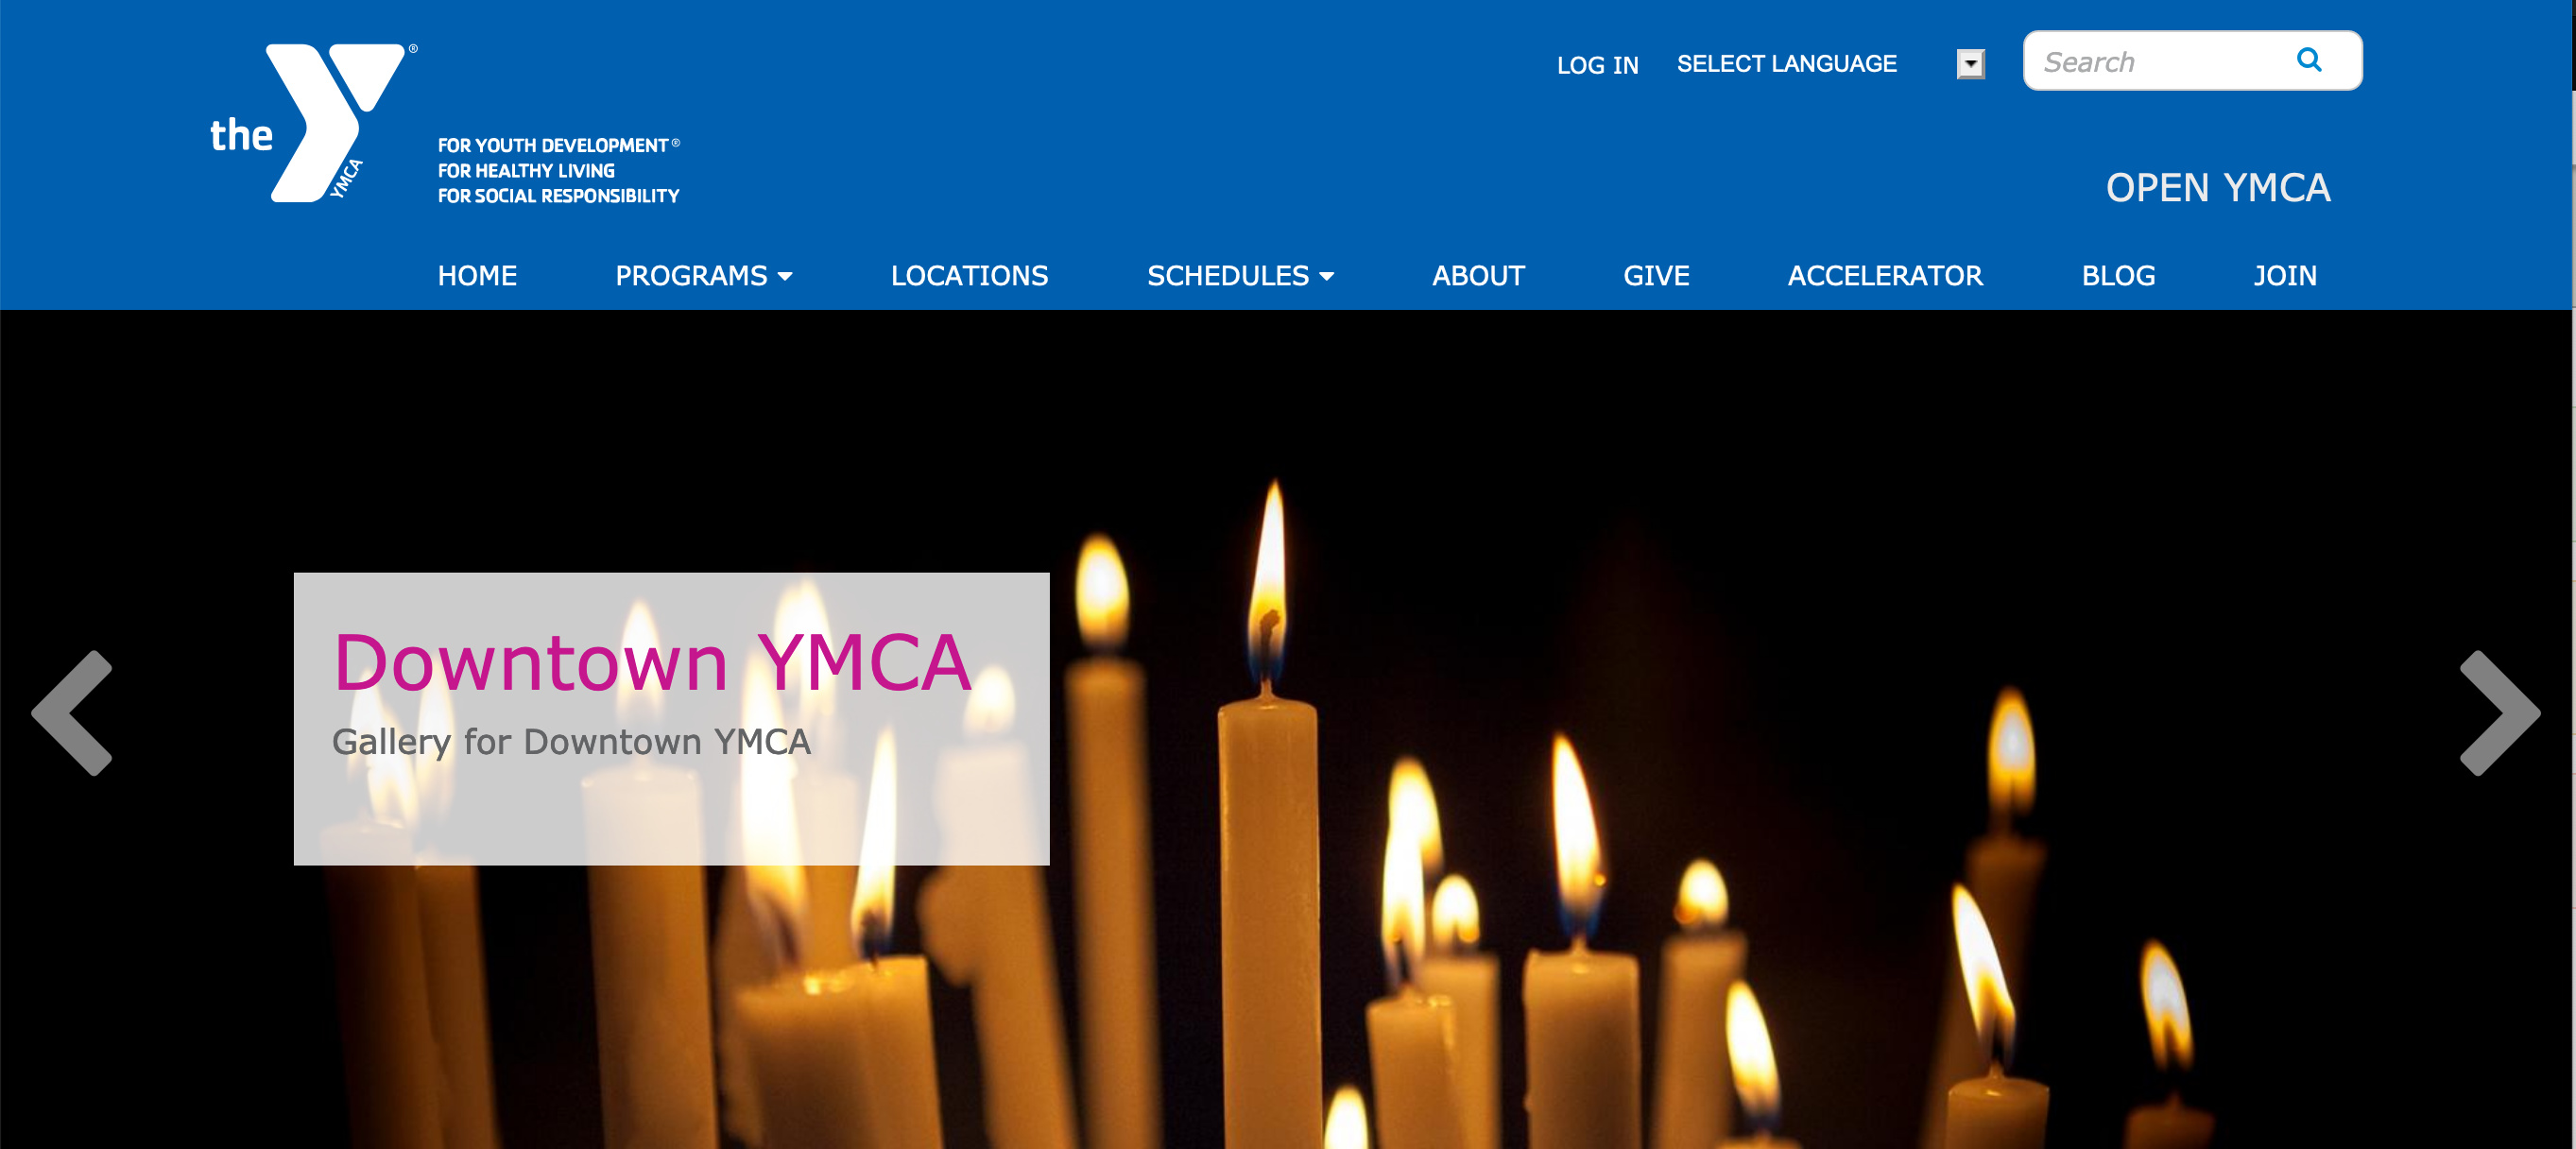 the
YMCA
®
FOR YOUTH DEVELOPMENT®
FOR HEALTHY LIVING
FOR SOCIAL RESPONSIBILITY
LOG IN
SELECT LANGUAGE
Search
OPEN YMCA
HOME PROGRAMS LOCATIONS SCHEDULES ABOUT GIVE ACCELERATOR BLOG JOIN
Downtown YMCA
Gallery for Downtown YMCA